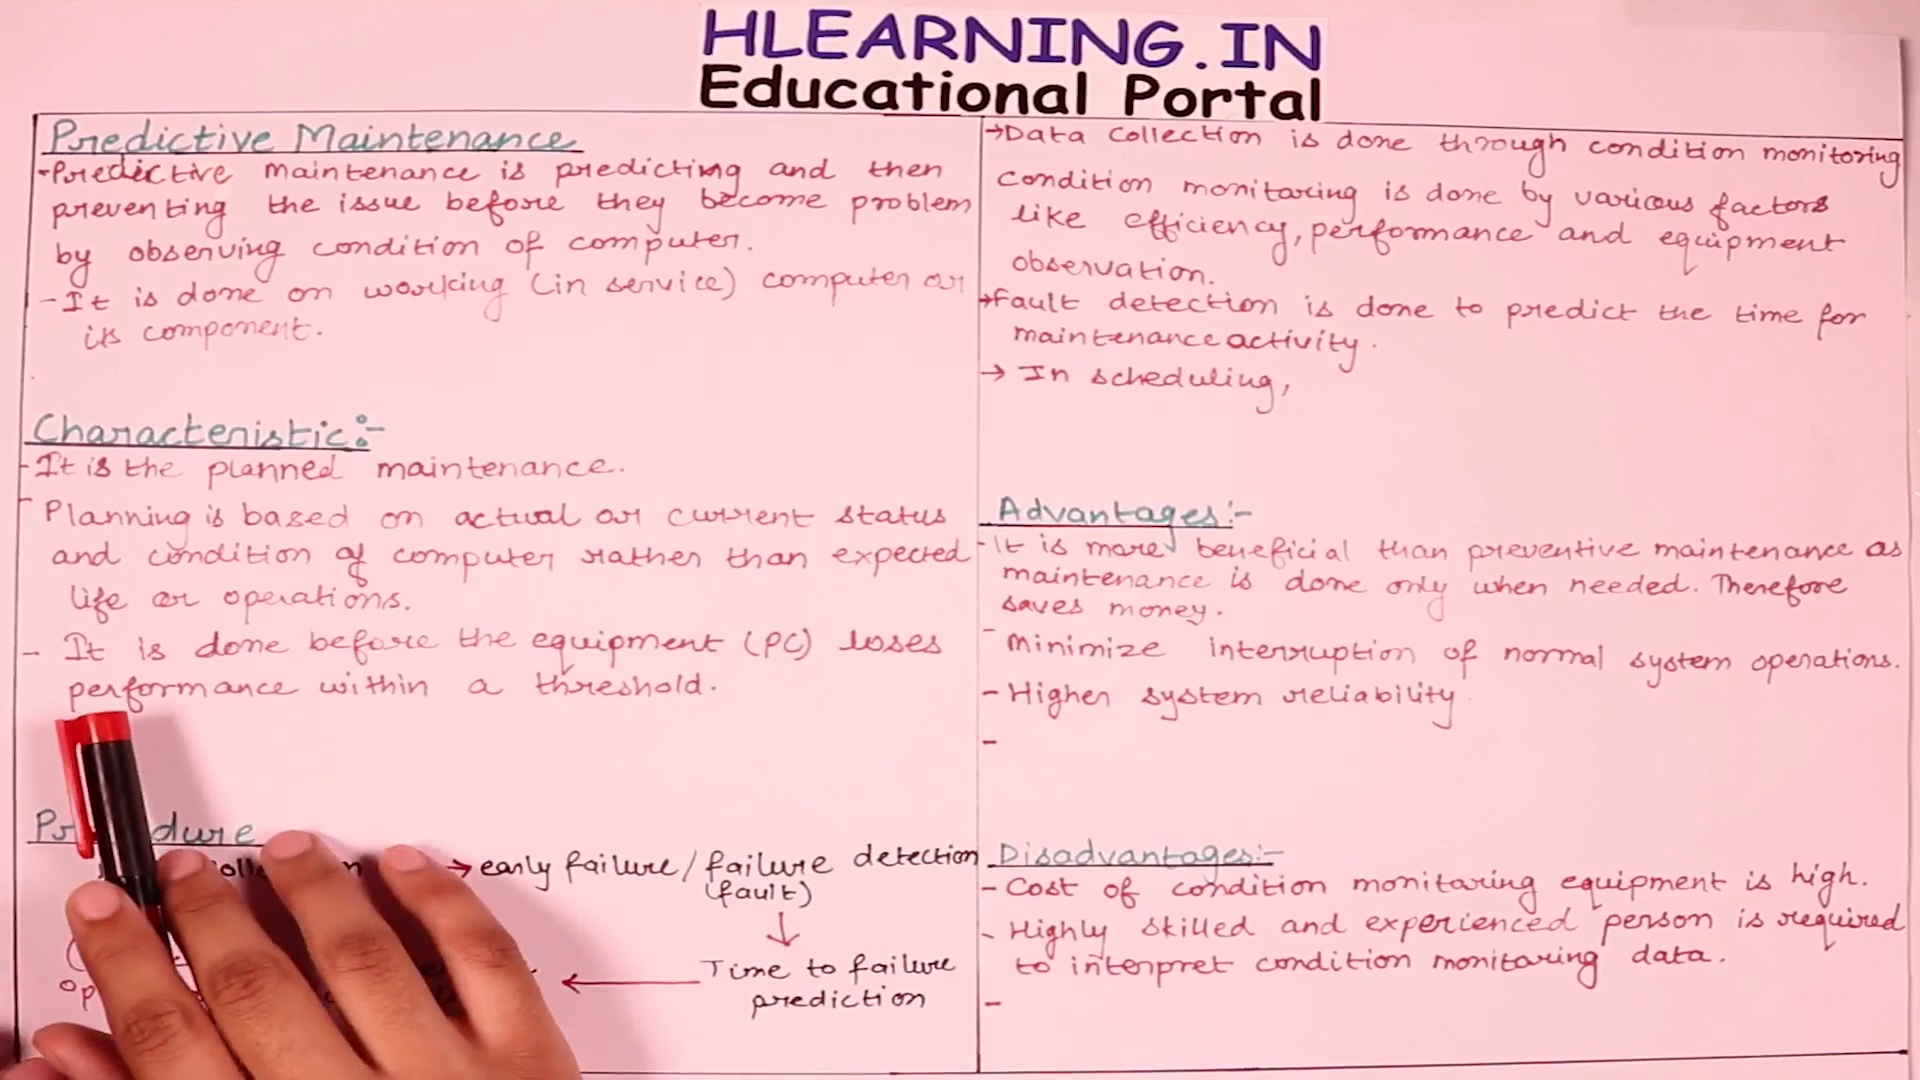 HLEARNING.IN
Educational Portal
Predictive Maintenance
- Predictive maintenance is predicting and then
preventing the issue before they become problem
by observing condition of computer.
- It is done on working (in service) computer or
its component.
Characteristic:-
- It is the planned maintenance.
- Planning is based on actual or current status
and condition of computer rather than expected
life or operations.
- It is done before the equipment (PC) loses
performance within a threshold.
→ early failure/failure detection
(fault)
↓
← Time to failure
prediction
→ Data collection is done through condition monitoring
condition monitoring is done by various factors
like efficiency, performance and equipment
observation.
→ Fault detection is done to predict the time for
maintenance activity.
→ In scheduling,
Advantages:-
- It is more beneficial than preventive maintenance as
maintenance is done only when needed. Therefore
saves money.
- Minimize interruption of normal system operations.
- Higher system reliability
-
Disadvantages:-
- Cost of condition monitoring equipment is high.
- Highly skilled and experienced person is required
to interpret condition monitoring data.
-